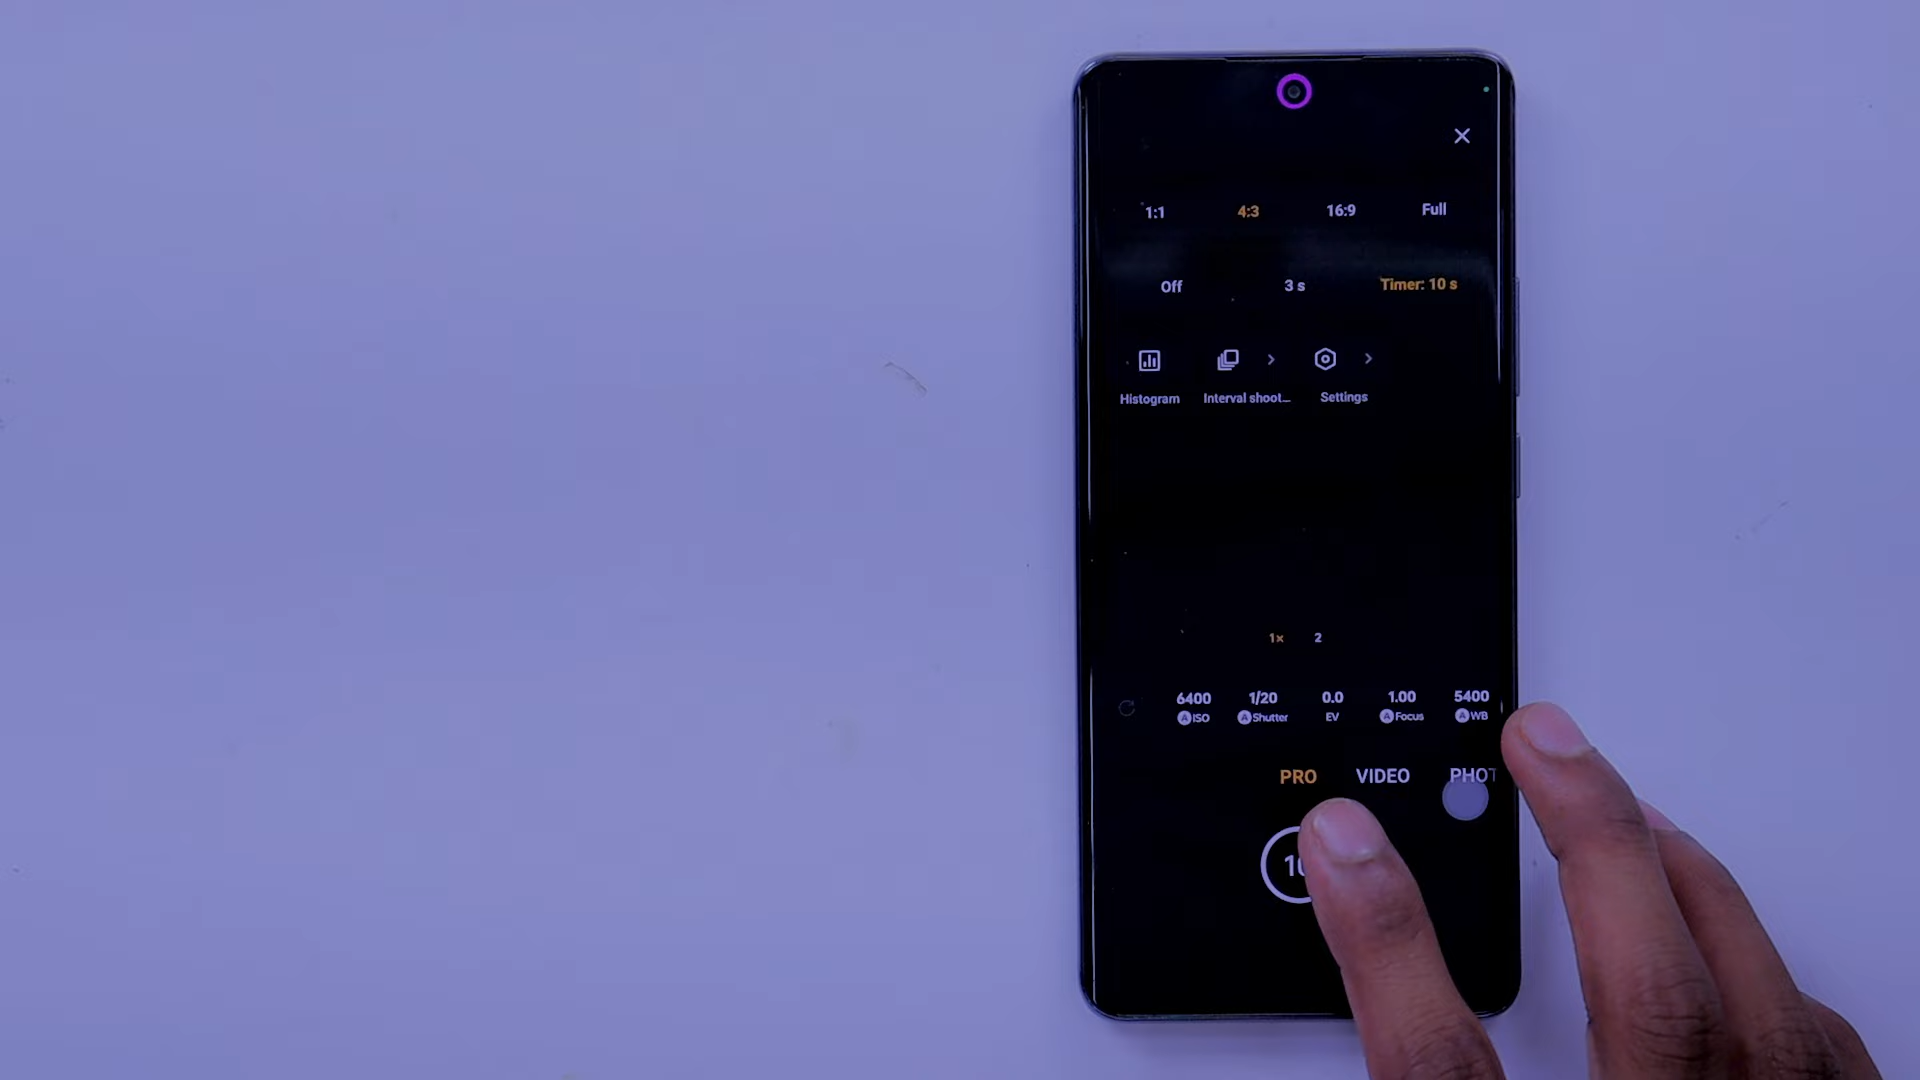 1:1 4:3 16:9 Full
Off 3 s Timer: 10 s
Histogram Interval shoot... Settings
1× 2
6400 1/20 0.0 1.00 5400
A ISO A Shutter EV A Focus A WB
PRO VIDEO PHOT